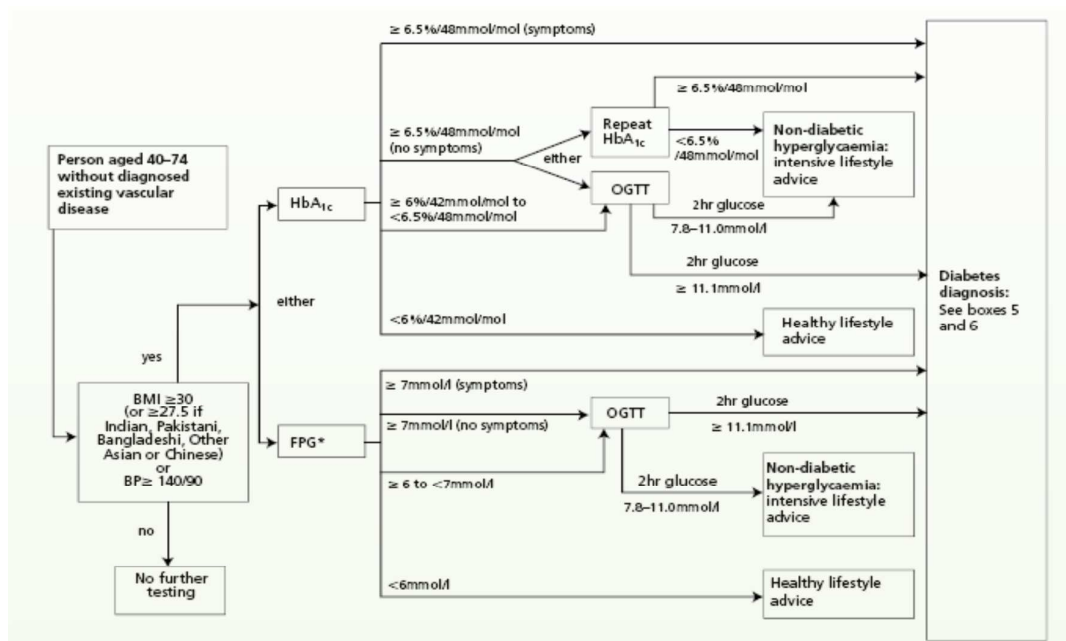 Person aged 40–74
without diagnosed
existing vascular
disease
BMI ≥30
(or ≥27.5 if
Indian, Pakistani,
Bangladeshi, Other
Asian or Chinese)
or
BP≥ 140/90
yes
no
No further
testing
either
HbA1c
≥ 6.5%/48mmol/mol (symptoms)
≥ 6.5%/48mmol/mol
(no symptoms)
either
Repeat
HbA1c
≥ 6.5%/48mmol/mol
<6.5%
/48mmol/mol
Non-diabetic
hyperglycaemia:
intensive lifestyle
advice
≥ 6%/42mmol/mol to
<6.5%/48mmol/mol
OGTT
2hr glucose
7.8–11.0mmol/l
2hr glucose
≥ 11.1mmol/l
<6%/42mmol/mol
Healthy lifestyle
advice
FPG*
≥ 7mmol/l (symptoms)
≥ 7mmol/l (no symptoms)
OGTT
2hr glucose
≥ 11.1mmol/l
≥ 6 to <7mmol/l
2hr glucose
7.8–11.0mmol/l
Non-diabetic
hyperglycaemia:
intensive lifestyle
advice
<6mmol/l
Healthy lifestyle
advice
Diabetes
diagnosis:
See boxes 5
and 6